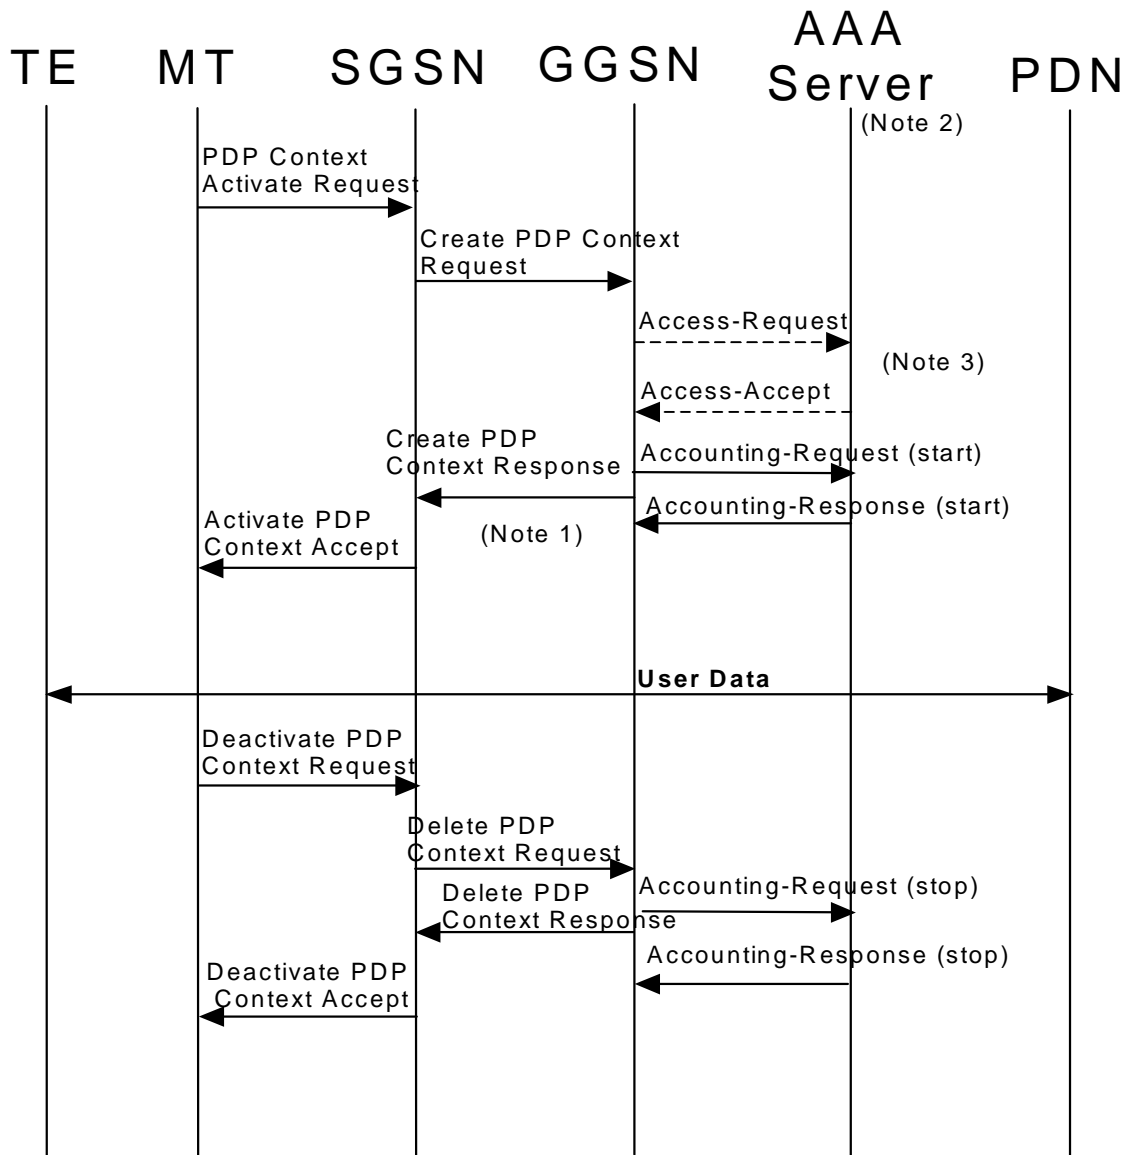 TE
MT
SGSN
GGSN
AAA
Server
PDN
(Note 2)
PDP Context
Activate Request
Create PDP Context
Request
Access-Request
(Note 3)
Access-Accept
Create PDP
Context Response
Accounting-Request (start)
Accounting-Response (start)
(Note 1)
Activate PDP
Context Accept
User Data
Deactivate PDP
Context Request
Delete PDP
Context Request
Accounting-Request (stop)
Delete PDP
Context Response
Accounting-Response (stop)
Deactivate PDP
Context Accept